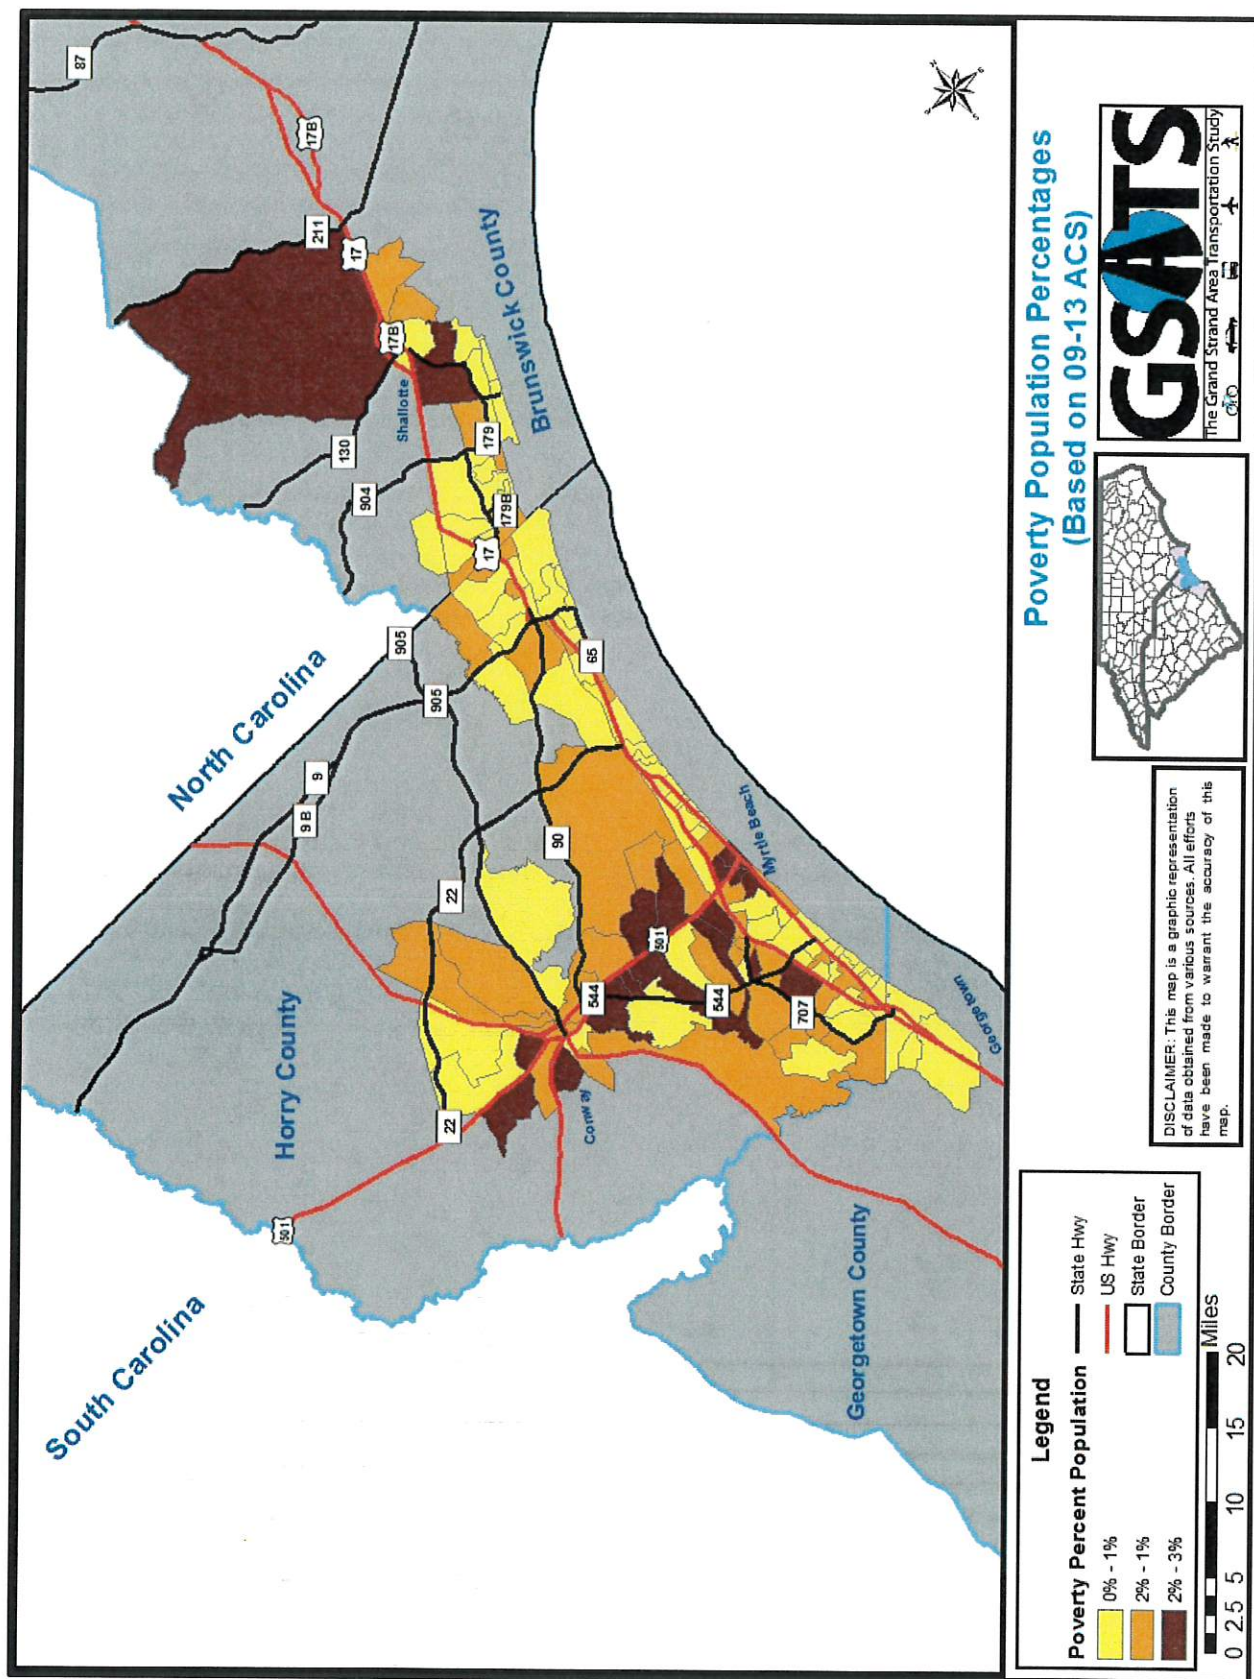 South Carolina
North Carolina
Horry County
Georgetown County
Brunswick County
Shallotte
Conway
Myrtle Beach
Georgetown
87
17B
211
17
17B
130
904
179
179B
17
905
905
65
9
9 B
90
22
22
501
501
544
544
707
Poverty Population Percentages
(Based on 09-13 ACS)
Legend
Poverty Percent Population
0% - 1%
2% - 1%
2% - 3%
State Hwy
US Hwy
State Border
County Border
0 2.5 5 10 15 20
Miles
DISCLAIMER: This map is a graphic representation
of data obtained from various sources. All efforts
have been made to warrant the accuracy of this
map.
GSATS
The Grand Strand Area Transportation Study